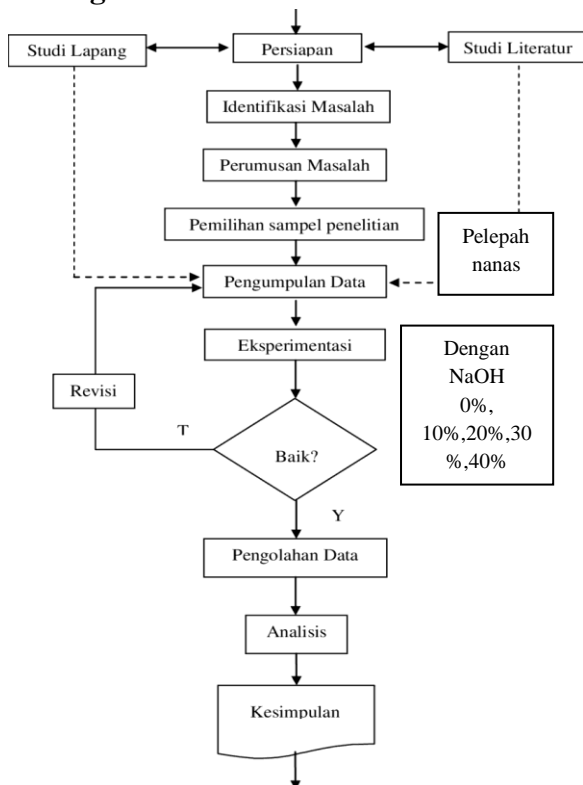 Studi Lapang
Persiapan
Studi Literatur
Identifikasi Masalah
Perumusan Masalah
Pemilihan sampel penelitian
Pelepah
nanas
Pengumpulan Data
Eksperimentasi
Dengan
NaOH
0%,
10%,20%,30
%,40%
Revisi
T
Baik?
Y
Pengolahan Data
Analisis
Kesimpulan